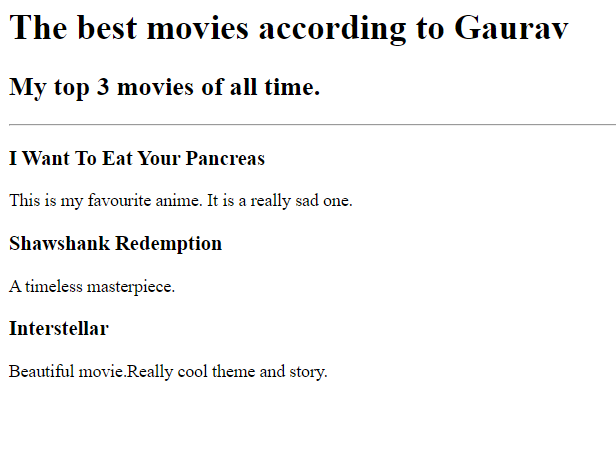 The best movies according to Gaurav
My top 3 movies of all time.
I Want To Eat Your Pancreas
This is my favourite anime. It is a really sad one.
Shawshank Redemption
A timeless masterpiece.
Interstellar
Beautiful movie.Really cool theme and story.